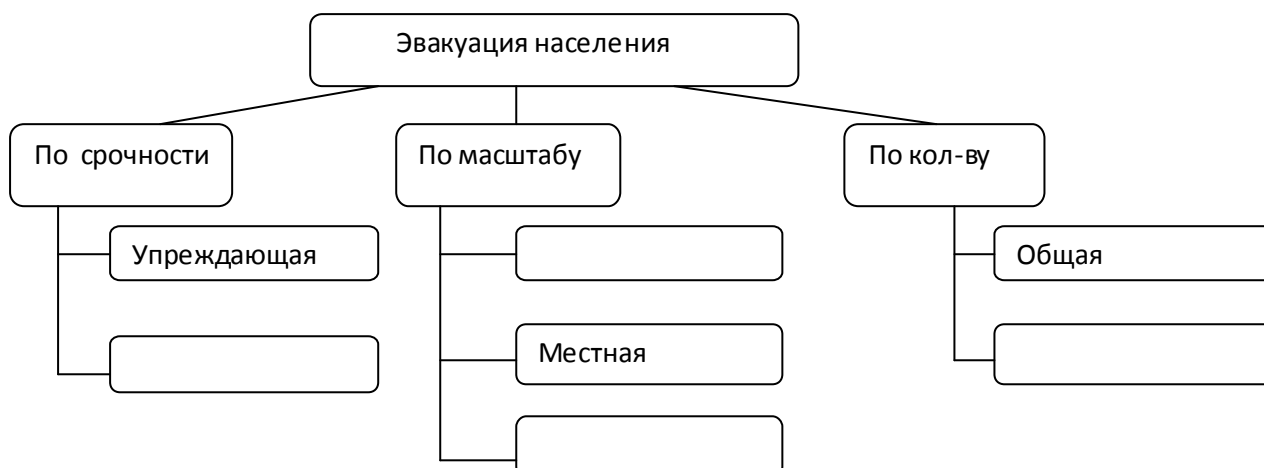 Эвакуация населения
По срочности
По масштабу
По кол-ву
Упреждающая
Общая
Местная